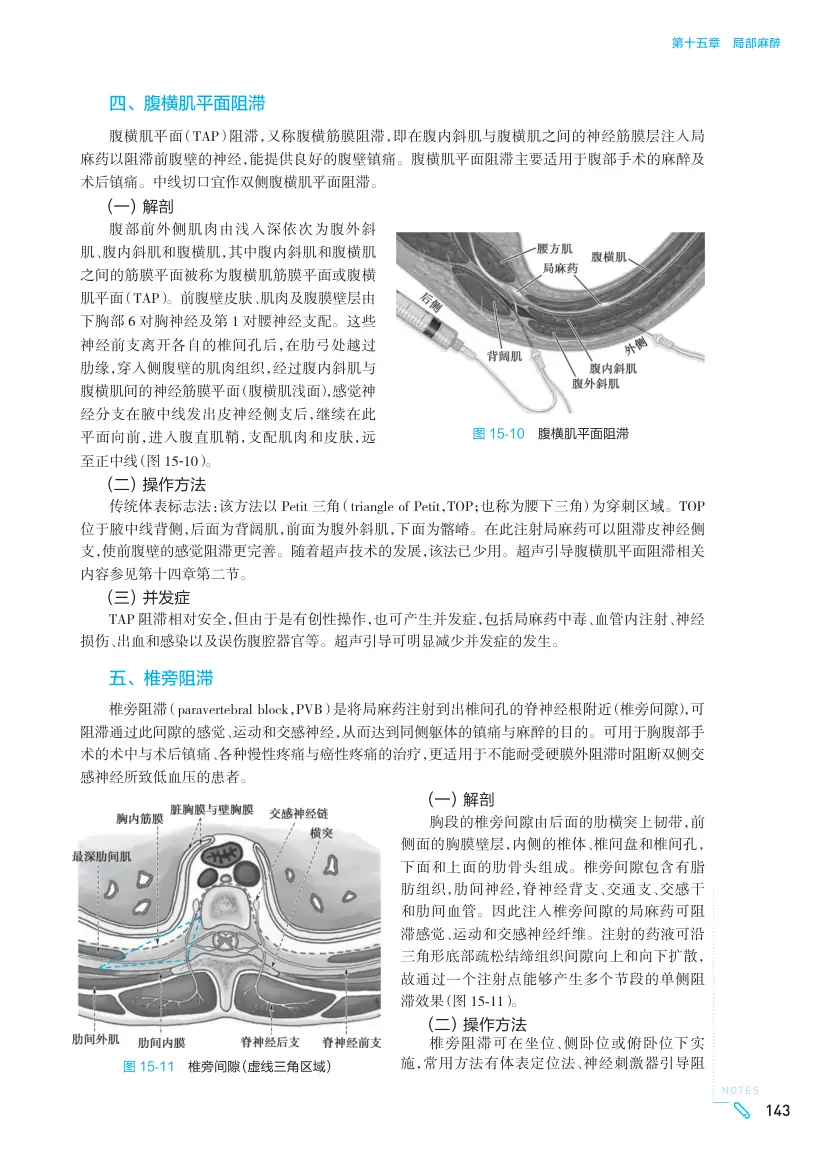 第十五章 局部麻醉
四、腹横肌平面阻滞
腹横肌平面(TAP)阻滞,又称腹横筋膜阻滞,即在腹内斜肌与腹横肌之间的神经筋膜层注入局
麻药以阻滞前腹壁的神经,能提供良好的腹壁镇痛。腹横肌平面阻滞主要适用于腹部手术的麻醉及
术后镇痛。中线切口宜作双侧腹横肌平面阻滞。
(一)解剖
腹部前外侧肌肉由浅入深依次为腹外斜
肌、腹内斜肌和腹横肌,其中腹内斜肌和腹横肌
之间的筋膜平面被称为腹横肌筋膜平面或腹横
肌平面(TAP)。前腹壁皮肤、肌肉及腹膜壁层由
下胸部 6 对胸神经及第 1 对腰神经支配。这些
神经前支离开各自的椎间孔后,在肋弓处越过
肋缘,穿入侧腹壁的肌肉组织,经过腹内斜肌与
腹横肌间的神经筋膜平面(腹横肌浅面),感觉神
经分支在腋中线发出皮神经侧支后,继续在此
平面向前,进入腹直肌鞘,支配肌肉和皮肤,远
至正中线(图 15-10)。
腰方肌
腹横肌
局麻药
后侧
背阔肌
外侧
腹内斜肌
腹外斜肌
图 15-10 腹横肌平面阻滞
(二)操作方法
传统体表标志法:该方法以 Petit 三角(triangle of Petit,TOP;也称为腰下三角)为穿刺区域。TOP
位于腋中线背侧,后面为背阔肌,前面为腹外斜肌,下面为髂嵴。在此注射局麻药可以阻滞皮神经侧
支,使前腹壁的感觉阻滞更完善。随着超声技术的发展,该法已少用。超声引导腹横肌平面阻滞相关
内容参见第十四章第二节。
(三)并发症
TAP 阻滞相对安全,但由于是有创性操作,也可产生并发症,包括局麻药中毒、血管内注射、神经
损伤、出血和感染以及误伤腹腔器官等。超声引导可明显减少并发症的发生。
五、椎旁阻滞
椎旁阻滞(paravertebral block,PVB)是将局麻药注射到出椎间孔的脊神经根附近(椎旁间隙),可
阻滞通过此间隙的感觉、运动和交感神经,从而达到同侧躯体的镇痛与麻醉的目的。可用于胸腹部手
术的术中与术后镇痛、各种慢性疼痛与癌性疼痛的治疗,更适用于不能耐受硬膜外阻滞时阻断双侧交
感神经所致低血压的患者。
胸内筋膜
脏胸膜与壁胸膜
交感神经链
横突
最深肋间肌
肋间外肌
肋间内膜
脊神经后支
脊神经前支
图 15-11 椎旁间隙(虚线三角区域)
(一)解剖
胸段的椎旁间隙由后面的肋横突上韧带,前
侧面的胸膜壁层,内侧的椎体、椎间盘和椎间孔,
下面和上面的肋骨头组成。椎旁间隙包含有脂
肪组织,肋间神经,脊神经背支、交通支、交感干
和肋间血管。因此注入椎旁间隙的局麻药可阻
滞感觉、运动和交感神经纤维。注射的药液可沿
三角形底部疏松结缔组织间隙向上和向下扩散,
故通过一个注射点能够产生多个节段的单侧阻
滞效果(图 15-11)。
(二)操作方法
椎旁阻滞可在坐位、侧卧位或俯卧位下实
施,常用方法有体表定位法、神经刺激器引导阻
NOTES
143